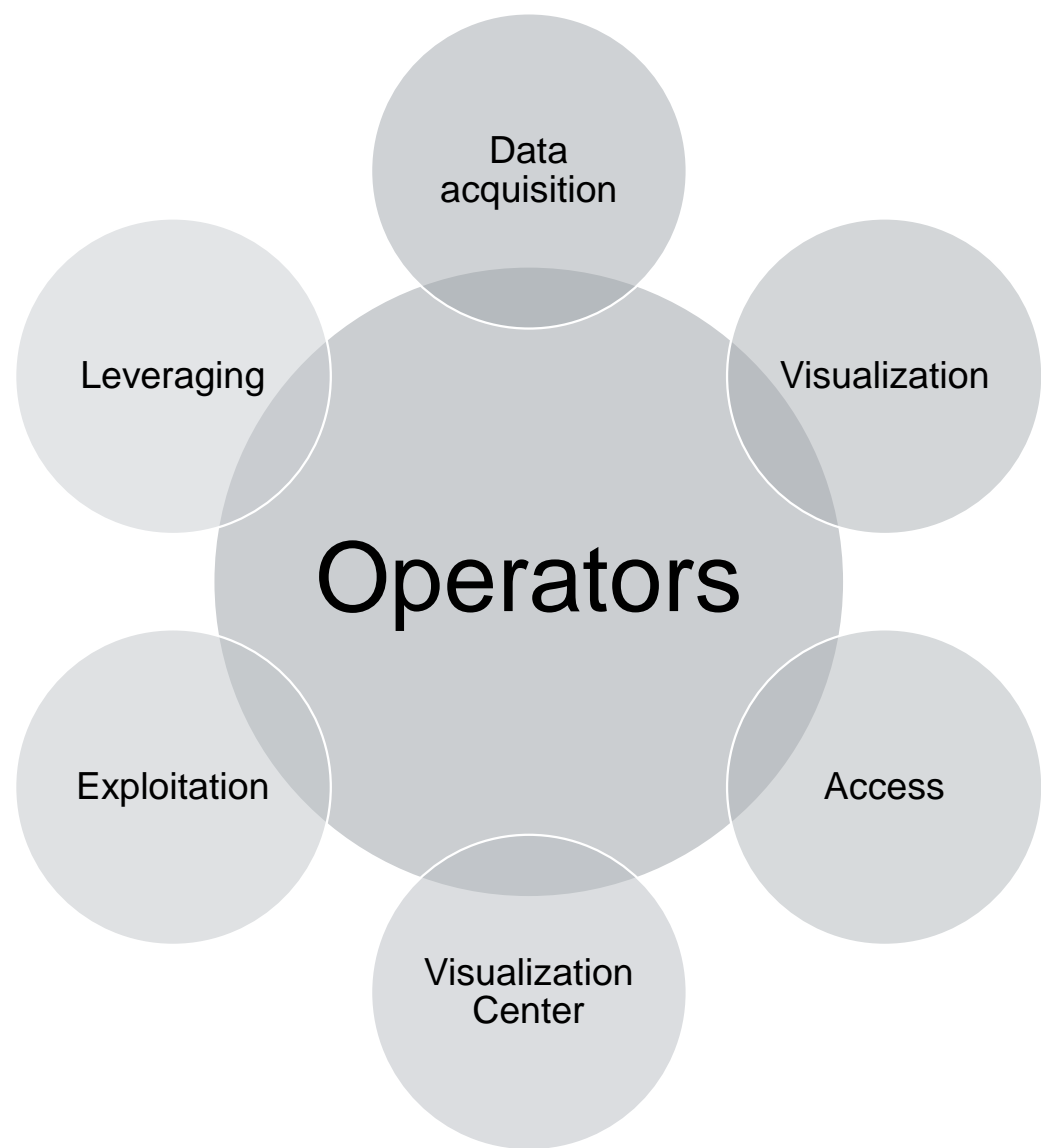 Data
acquisition
Leveraging
Visualization
Operators
Exploitation
Access
Visualization
Center